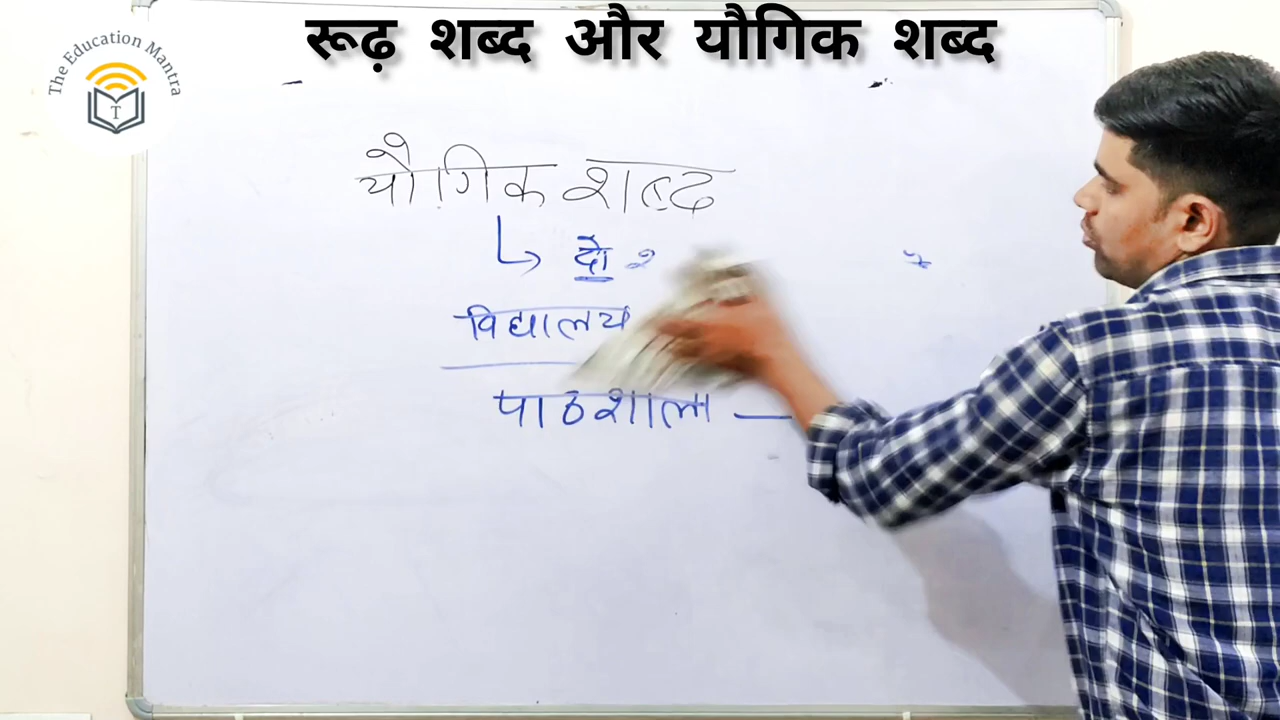 रूढ़ शब्द और यौगिक शब्द
The Education Mantra
T
यौगिक शब्द
दो
विद्यालय
पाठशाला —